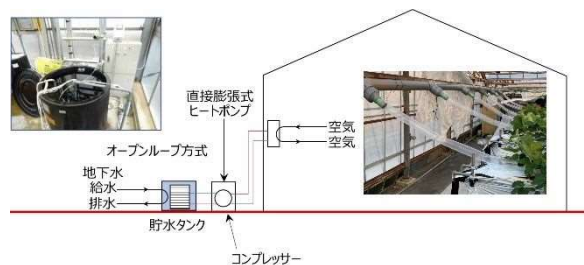 直接膨張式
ヒートポンプ
オープンループ方式
空気
空気
地下水
給水
排水
貯水タンク
コンプレッサー